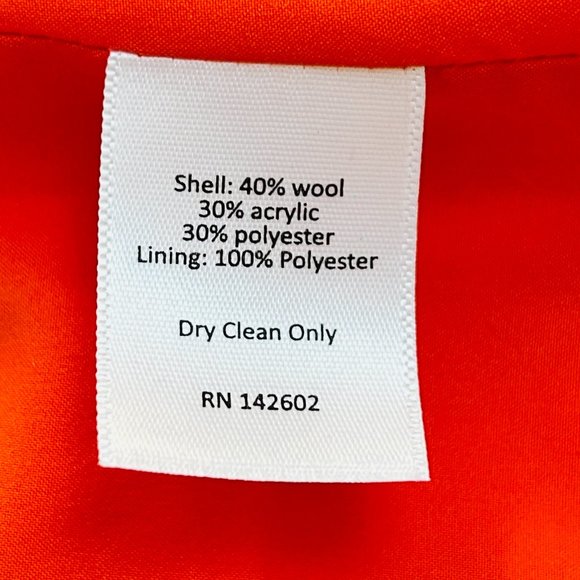 Shell: 40% wool
30% acrylic
30% polyester
Lining: 100% Polyester
Dry Clean Only
RN 142602